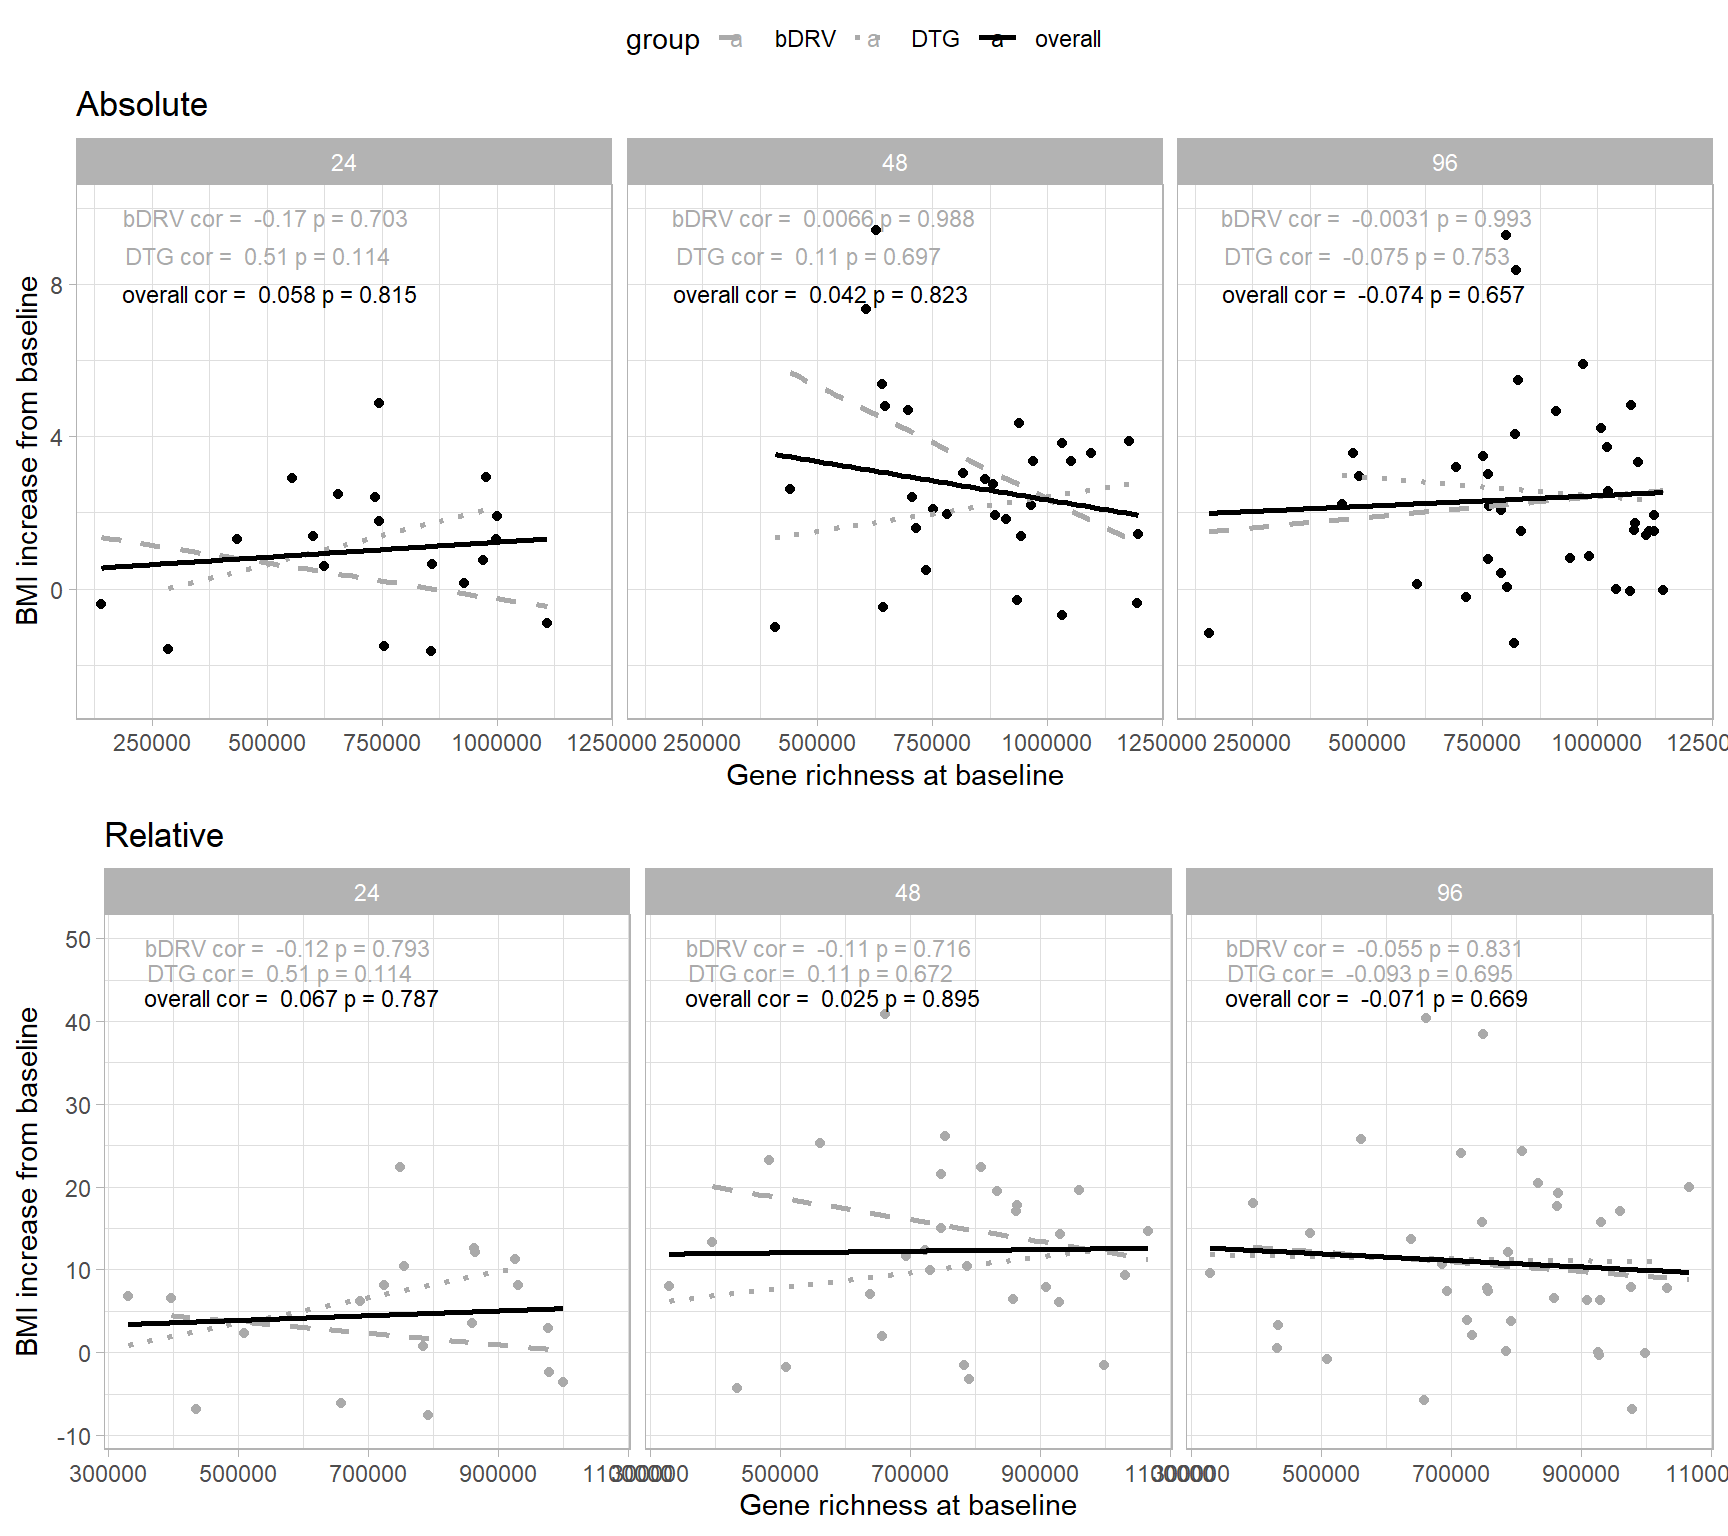 group a bDRV a DTG a overall
Absolute
24 48 96
bDRV cor = -0.17 p = 0.703 bDRV cor = 0.0066 p = 0.988 bDRV cor = -0.0031 p = 0.993
DTG cor = 0.51 p = 0.114 DTG cor = 0.11 p = 0.697 DTG cor = -0.075 p = 0.753
overall cor = 0.058 p = 0.815 overall cor = 0.042 p = 0.823 overall cor = -0.074 p = 0.657
BMI increase from baseline
8
4
0
250000 500000 750000 1000000 1250000 250000 500000 750000 1000000 1250000 250000 500000 750000 1000000 12500
Gene richness at baseline
Relative
24 48 96
bDRV cor = -0.12 p = 0.793 bDRV cor = -0.11 p = 0.716 bDRV cor = -0.055 p = 0.831
DTG cor = 0.51 p = 0.114 DTG cor = 0.11 p = 0.672 DTG cor = -0.093 p = 0.695
overall cor = 0.067 p = 0.787 overall cor = 0.025 p = 0.895 overall cor = -0.071 p = 0.669
BMI increase from baseline
50
40
30
20
10
0
-10
300000 500000 700000 900000 500000 700000 900000 500000 700000 900000 11000
Gene richness at baseline